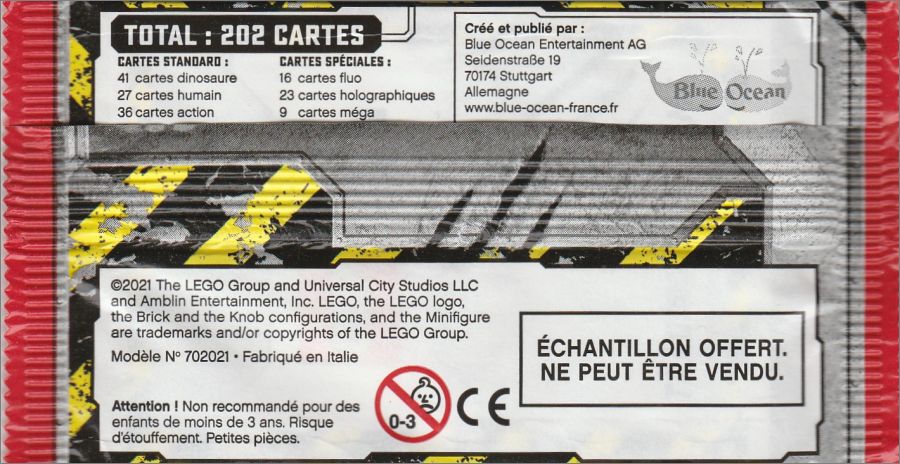 TOTAL : 202 CARTES
CARTES STANDARD :
41 cartes dinosaure
27 cartes humain
36 cartes action
CARTES SPÉCIALES :
16 cartes fluo
23 cartes holographiques
9 cartes méga
Créé et publié par :
Blue Ocean Entertainment AG
Seidenstraße 19
70174 Stuttgart
Allemagne
www.blue-ocean-france.fr
Blue Ocean
©2021 The LEGO Group and Universal City Studios LLC
and Amblin Entertainment, Inc. LEGO, the LEGO logo,
the Brick and the Knob configurations, and the Minifigure
are trademarks and/or copyrights of the LEGO Group.
Modèle Nº 702021 • Fabriqué en Italie
Attention ! Non recommandé pour des
enfants de moins de 3 ans. Risque
d'étouffement. Petites pièces.
0-3
CE
ÉCHANTILLON OFFERT.
NE PEUT ÊTRE VENDU.